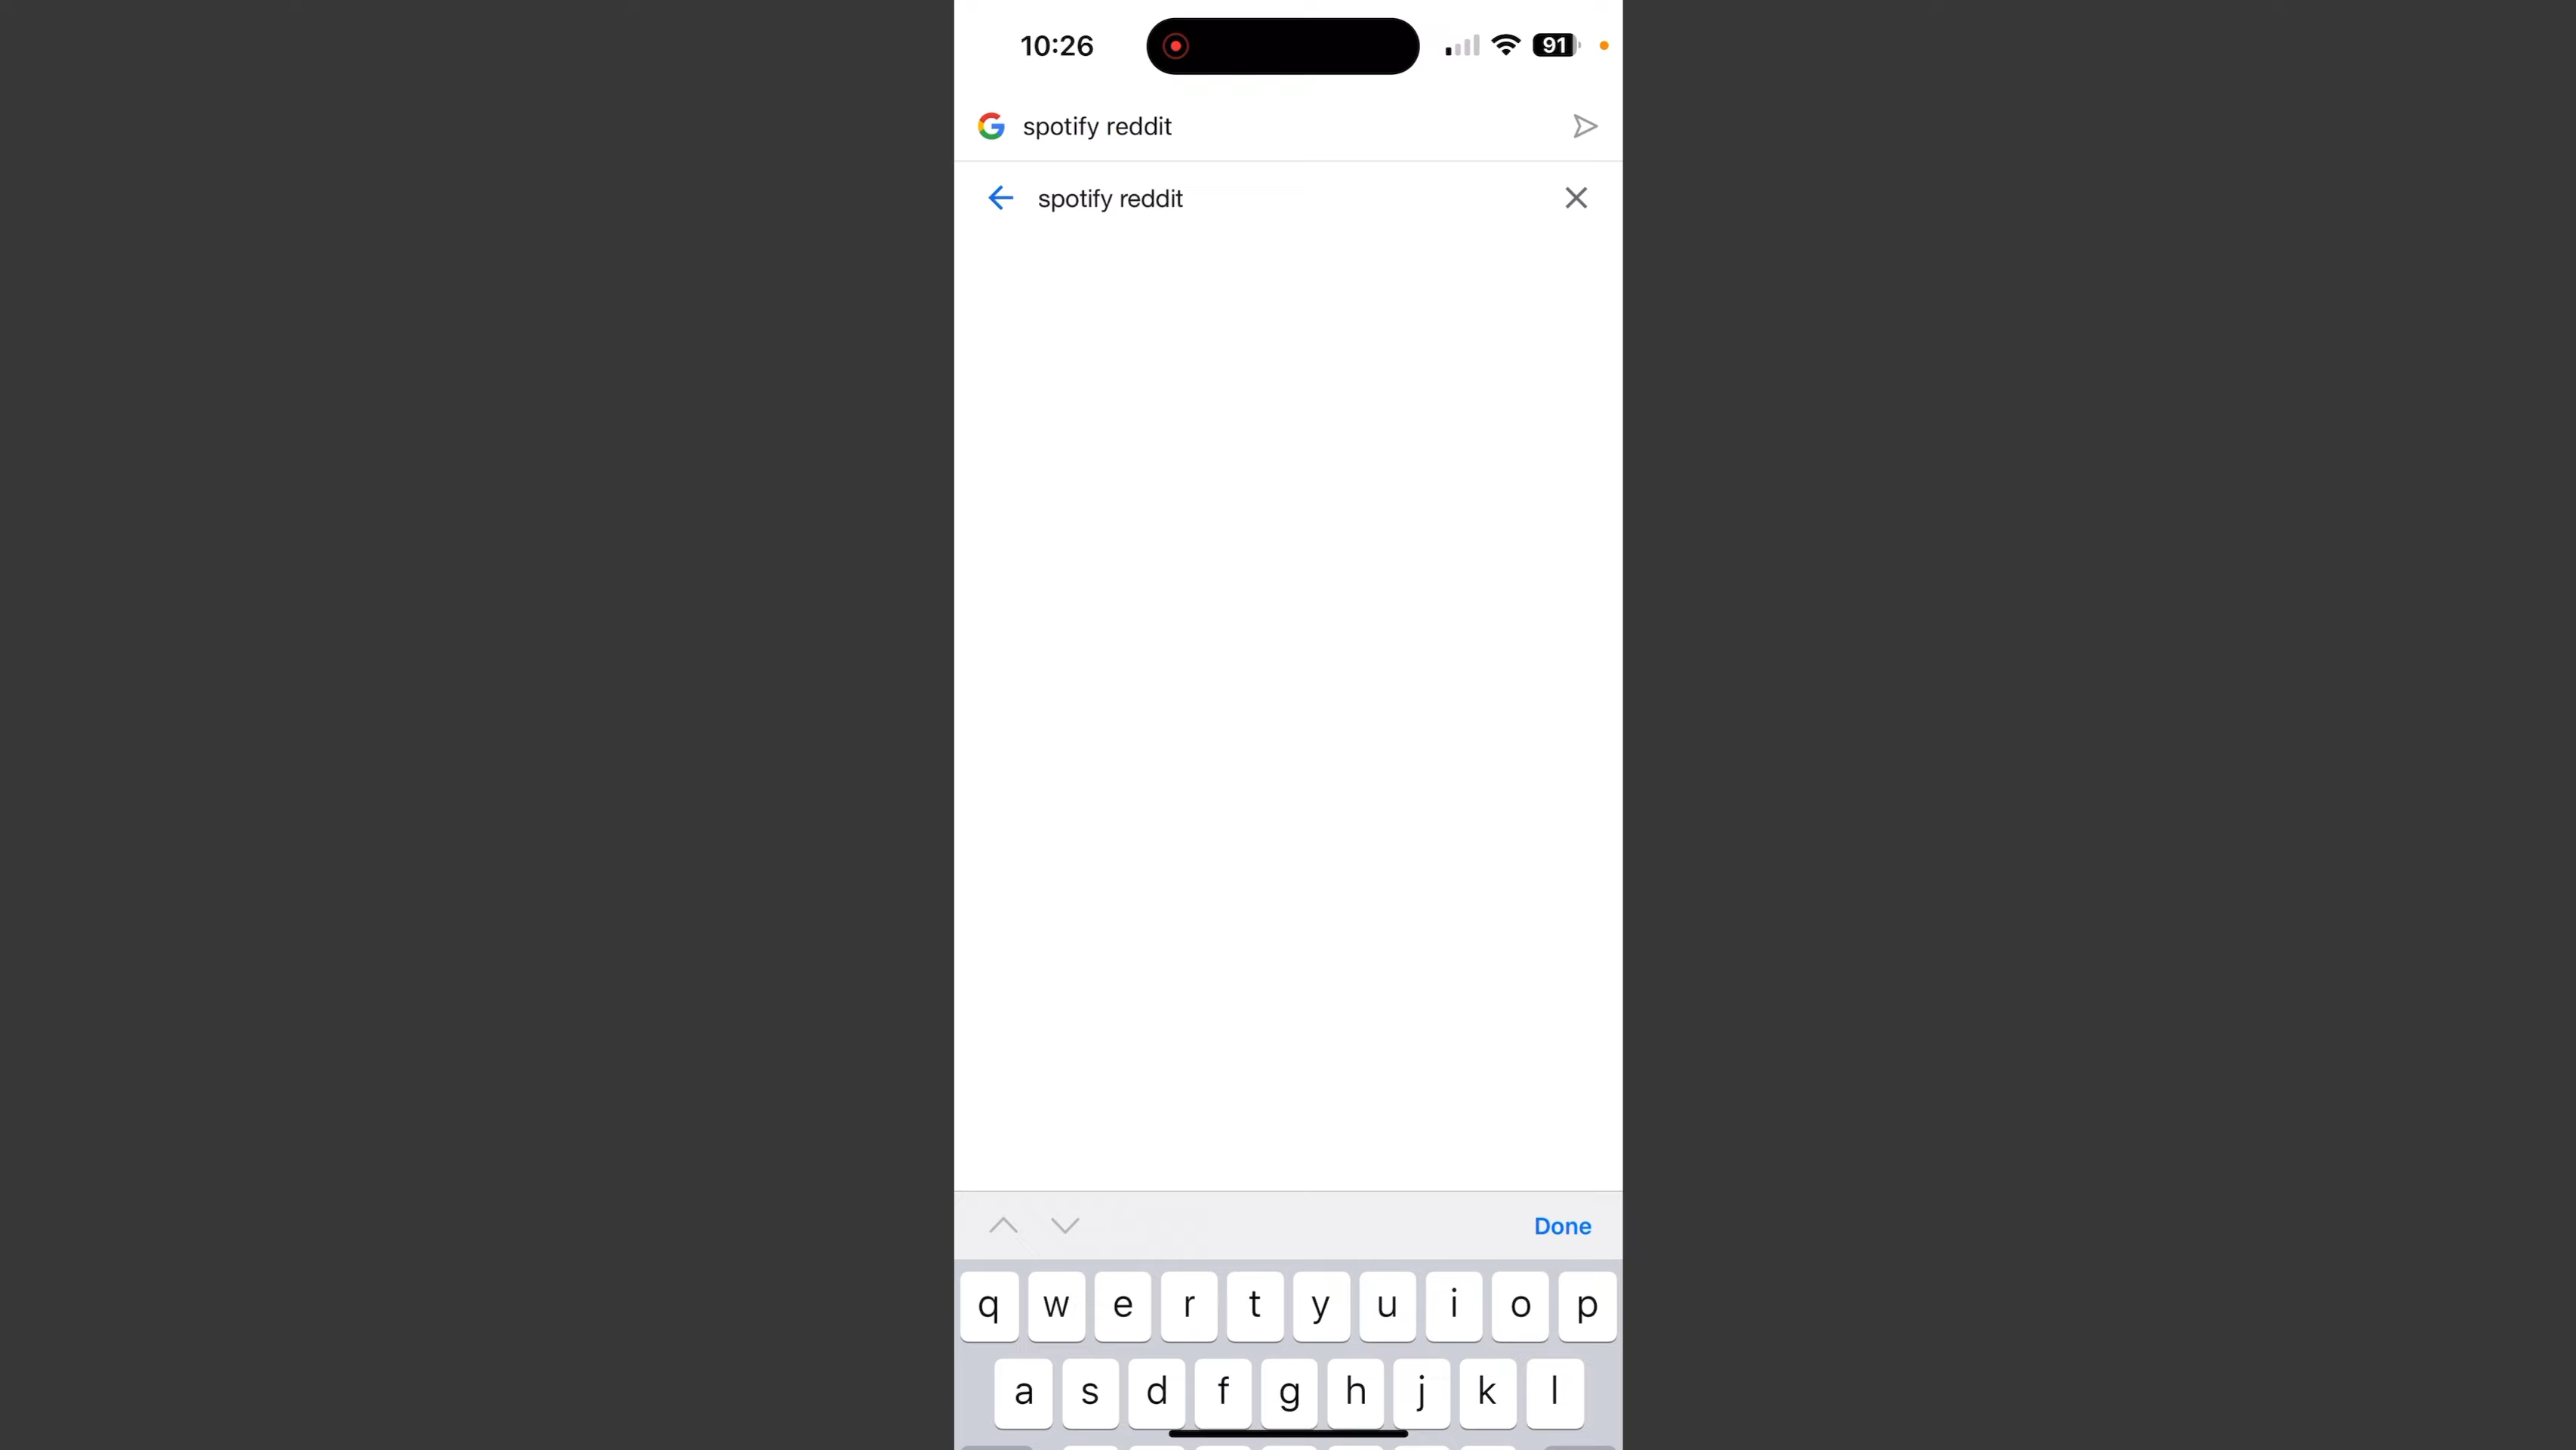 10:26
91
spotify reddit
spotify reddit
Done
q w e r t y u i o p
a s d f g h j k l